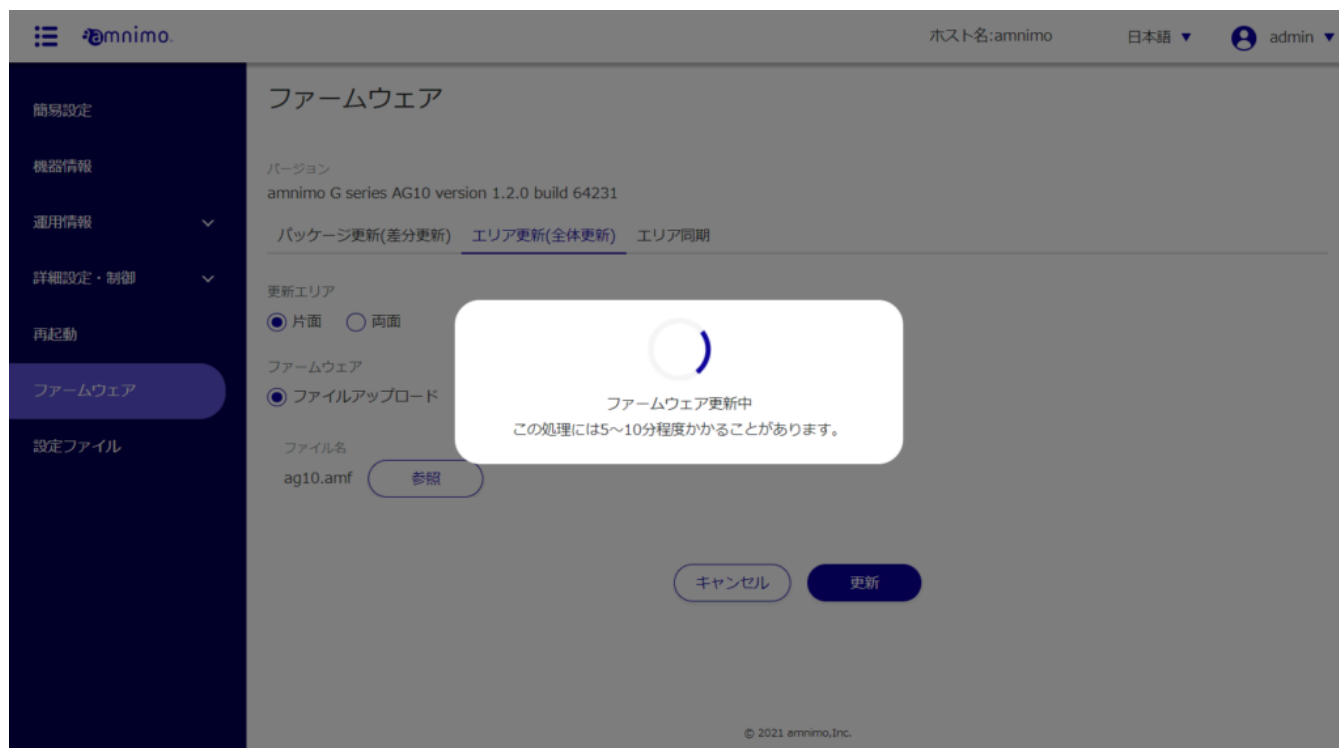 amnimo.
ホスト名:amnimo
日本語 ▼
admin ▼
簡易設定
機器情報
運用情報
詳細設定・制御
再起動
ファームウェア
設定ファイル
ファームウェア
バージョン
amnimo G series AG10 version 1.2.0 build 64231
パッケージ更新(差分更新) エリア更新(全体更新) エリア同期
更新エリア
片面 両面
ファームウェア
ファイルアップロード
ファイル名
ag10.amf 参照
ファームウェア更新中
この処理には5～10分程度かかることがあります。
キャンセル 更新
© 2021 amnimo,Inc.